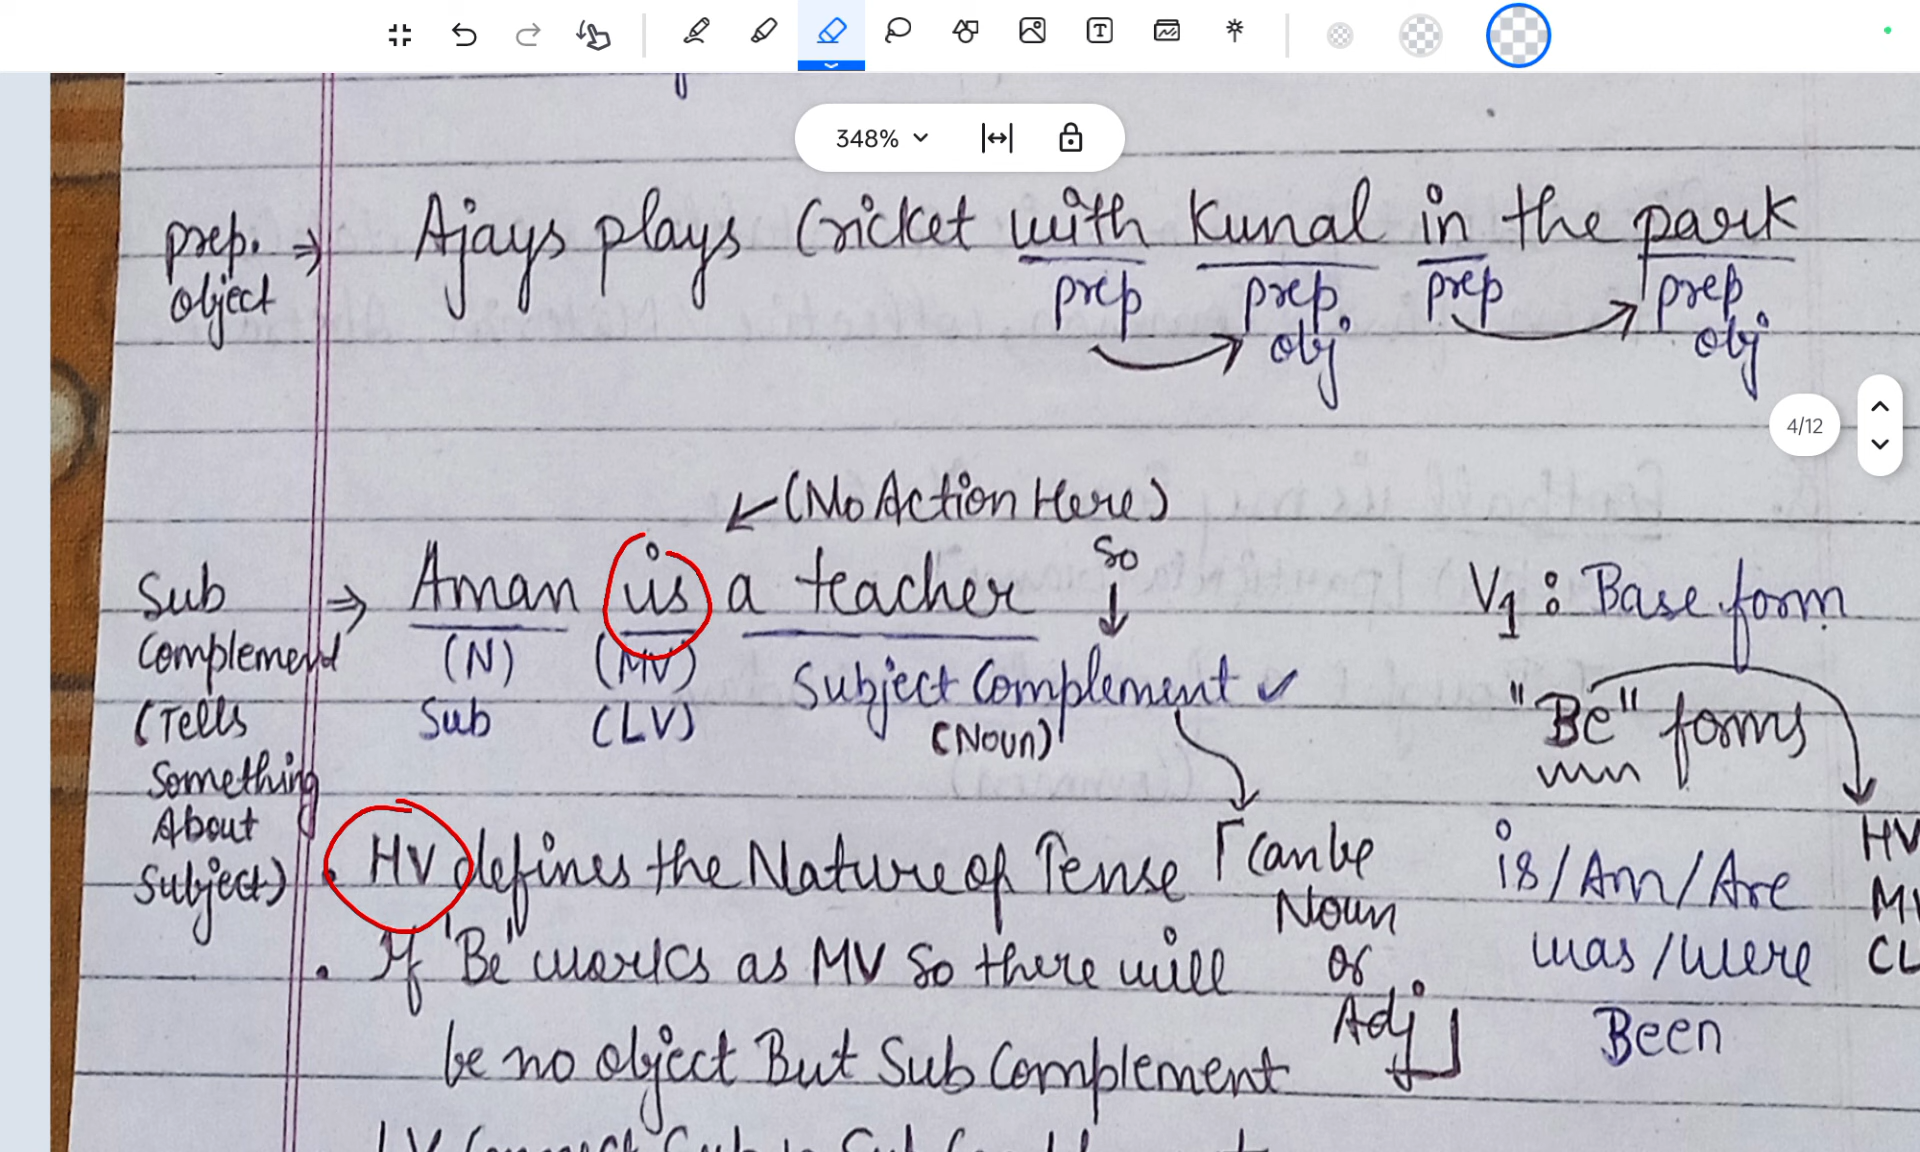 348%
prep. ⇒ Ajays plays Cricket with Kunal in the park
object
prep prep. prep prep.
obj obj
4/12
(No Action Here)
So
Sub ⇒ Aman is a teacher
V1 : Base form
Complement (N) (MV) Subject Complement ✓
(Tells Sub (LV) (Noun)
"Be" forms
Something
About
Subject)
. HV defines the Nature of Tense [can be
Noun
or
Adj]
is/Am/Are
was/were
Been
HV
. If 'Be' works as MV So there will
be no object But Sub Complement